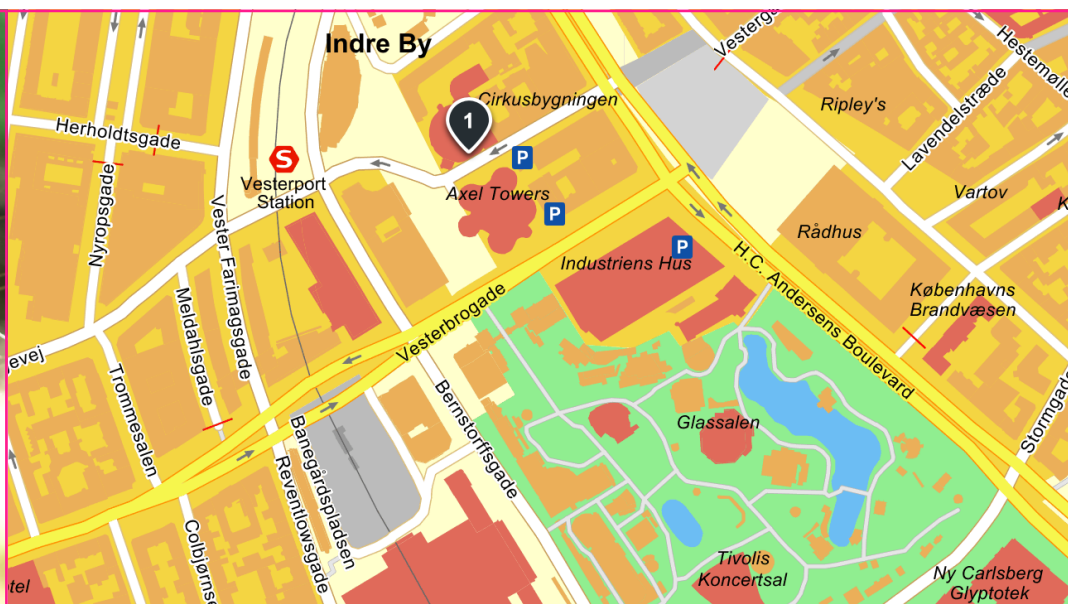 Indre By
Vesterga
Hestemølle
Cirkusbygningen
1
Ripley's
Lavendelstræde
Herholdtsgade
S
Vesterport
Station
P
Axel Towers
P
Vartov
K
Nyropsgade
Vester Farimagsgade
Industriens Hus
P
Rådhus
H.C. Andersens Boulevard
Københavns
Brandvæsen
Meldahlsgade
Vesterbrogade
jevej
Trommesalen
Bernstorffsgade
Glassalen
Stormgade
Banegårdspladsen
Reventlowsgade
Colbjørnse
Tivolis
Koncertsal
Ny Carlsberg
Glyptotek
tel